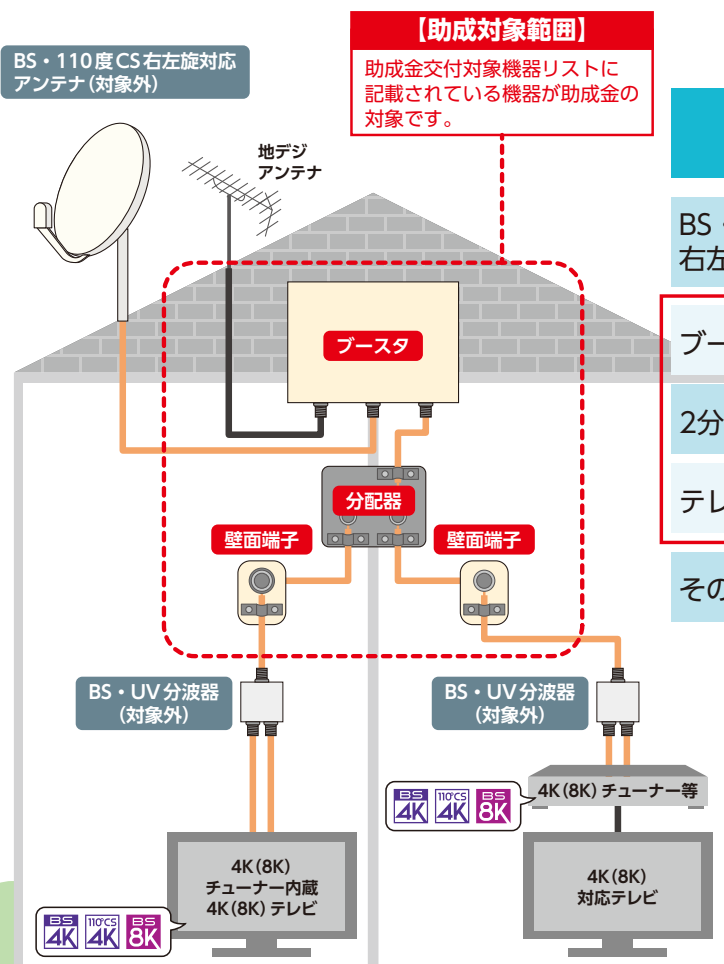 【助成対象範囲】
助成金交付対象機器リストに
記載されている機器が助成金の
対象です。
BS・110度CS右左旋対応
アンテナ(対象外)
地デジ
アンテナ
BS・
右左
ブースタ
ブー
2分
分配器
テレ
壁面端子
壁面端子
その
BS・UV分波器
(対象外)
BS・UV分波器
(対象外)
4K(8K)チューナー等
BS 4K 110°CS 4K BS 8K
4K(8K)
チューナー内蔵
4K(8K)テレビ
4K(8K)
対応テレビ
BS 4K 110°CS 4K BS 8K